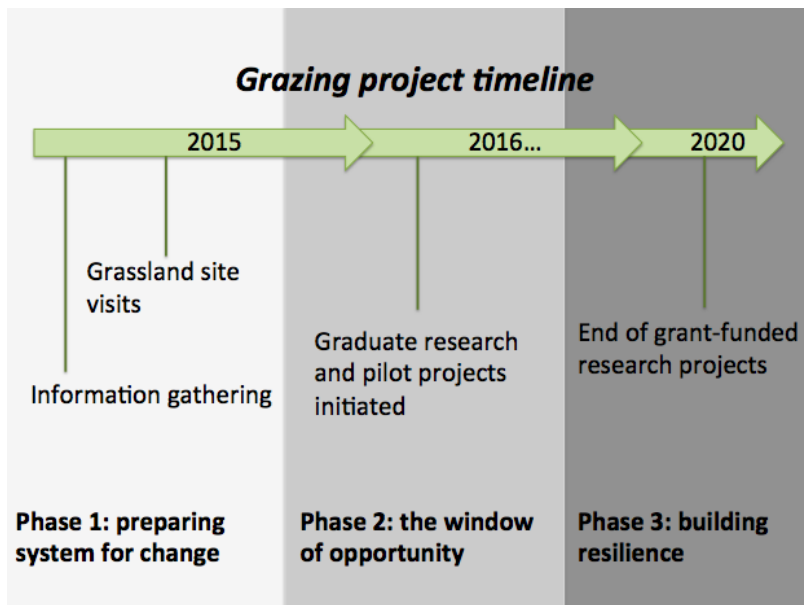 Grazing project timeline
2015
2016...
2020
Grassland site
visits
Information gathering
Graduate research
and pilot projects
initiated
End of grant-funded
research projects
Phase 1: preparing
system for change
Phase 2: the window
of opportunity
Phase 3: building
resilience